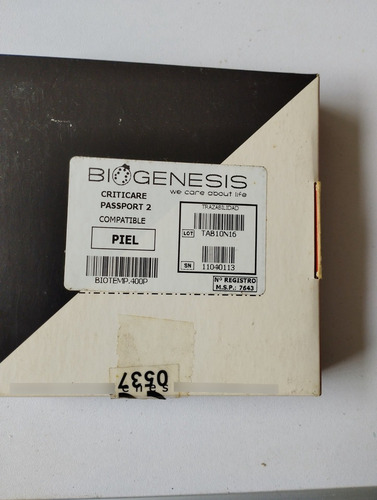 BIOGENESIS
we care about life
CRITICARE
PASSPORT 2
COMPATIBLE
PIEL
BIOTEMP.400P
TRAZABILIDAD
LOT TAB10N16
SN 11040113
Nº REGISTRO
M.S.P.: 7643
0537